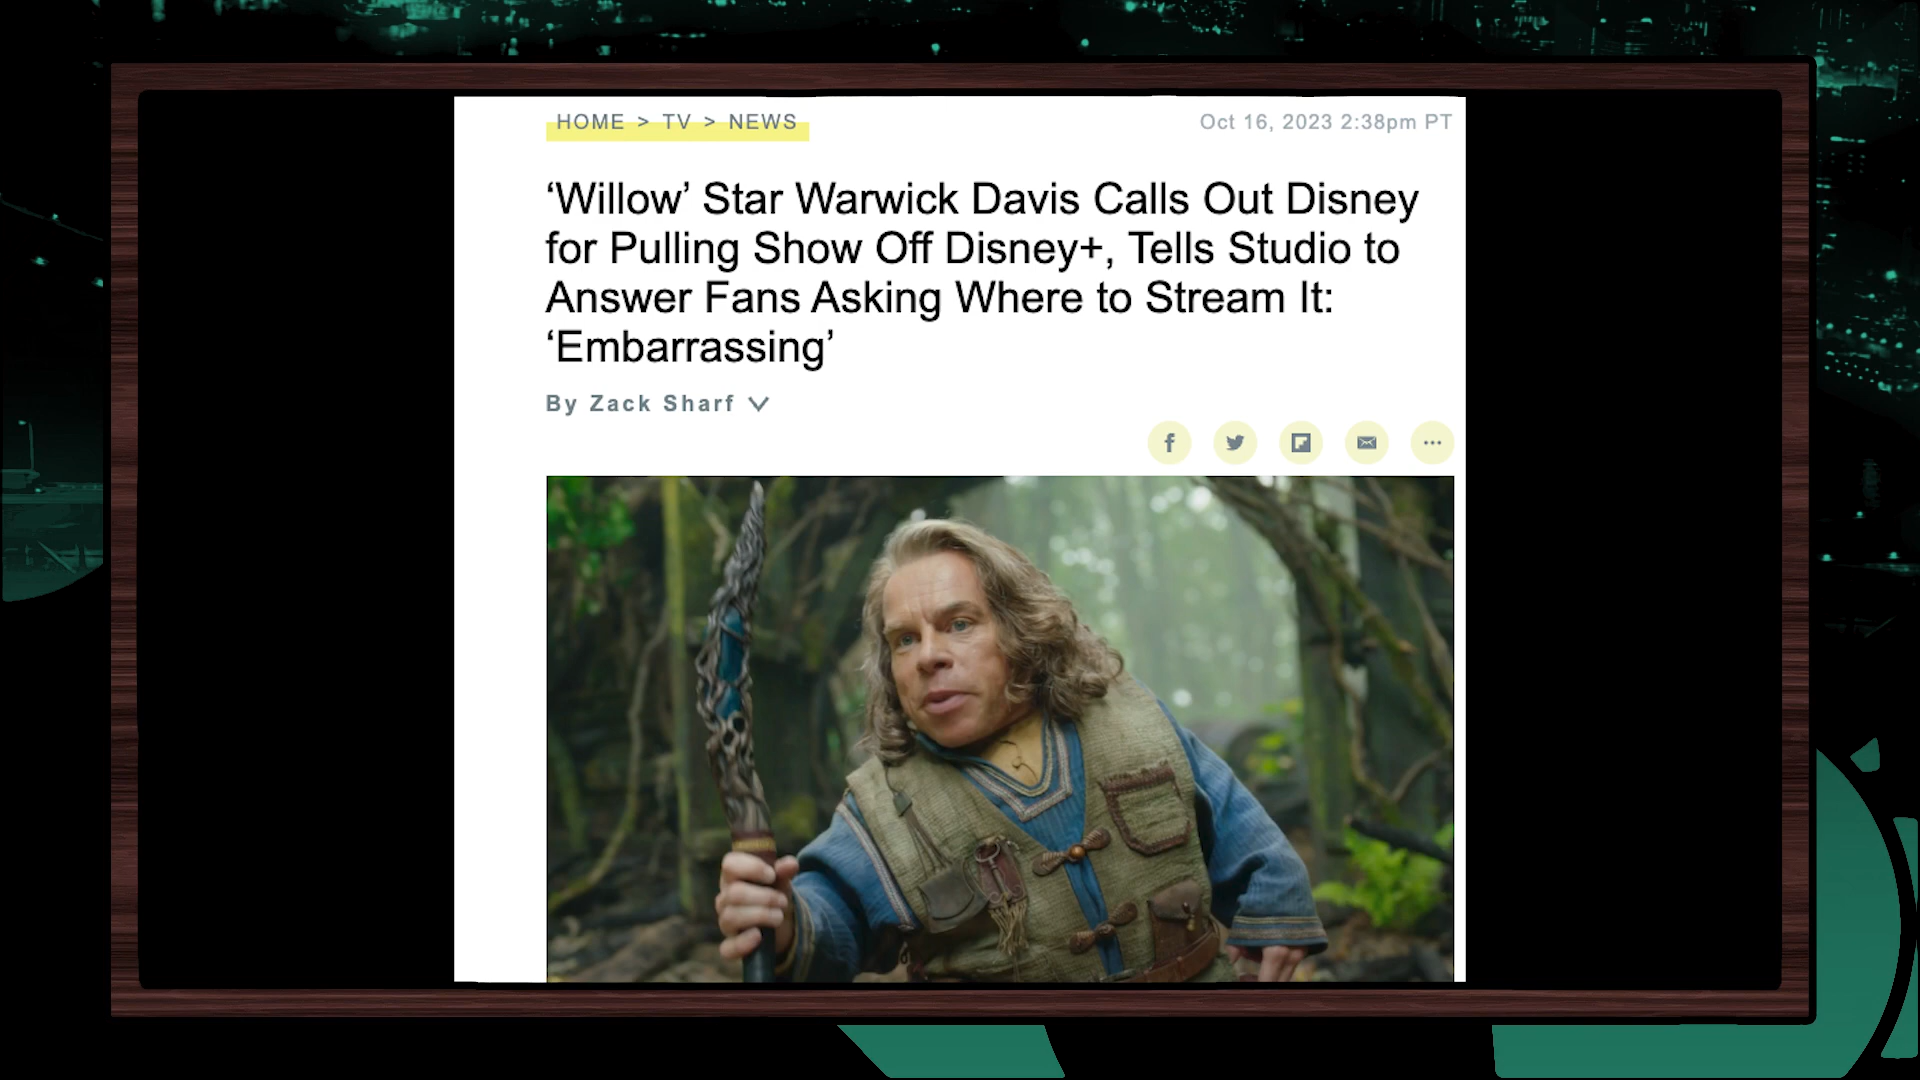 HOME > TV > NEWS
Oct 16, 2023 2:38pm PT
‘Willow’ Star Warwick Davis Calls Out Disney
for Pulling Show Off Disney+, Tells Studio to
Answer Fans Asking Where to Stream It:
‘Embarrassing’
By Zack Sharf